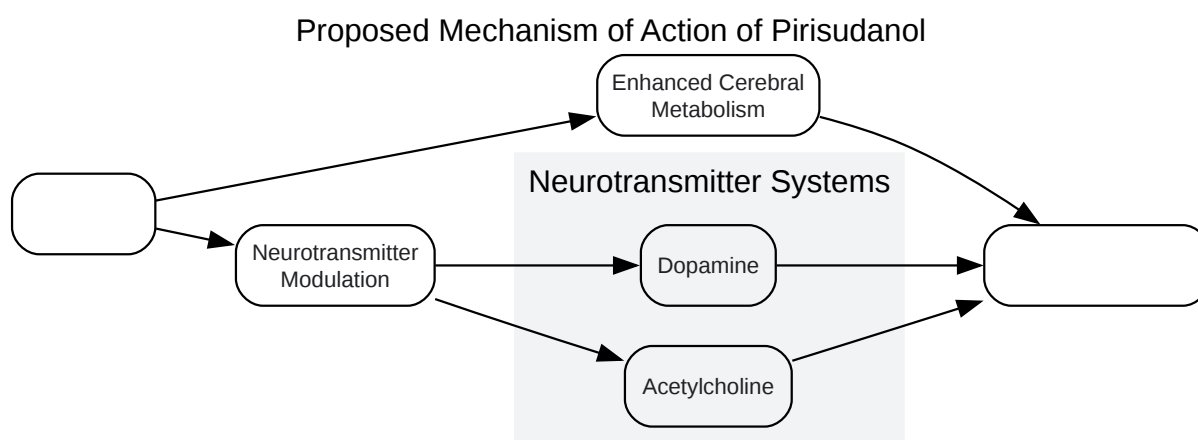 Proposed Mechanism of Action of Pirisudanol
Enhanced Cerebral
Metabolism
Neurotransmitter Systems
Neurotransmitter
Modulation
Dopamine
Acetylcholine